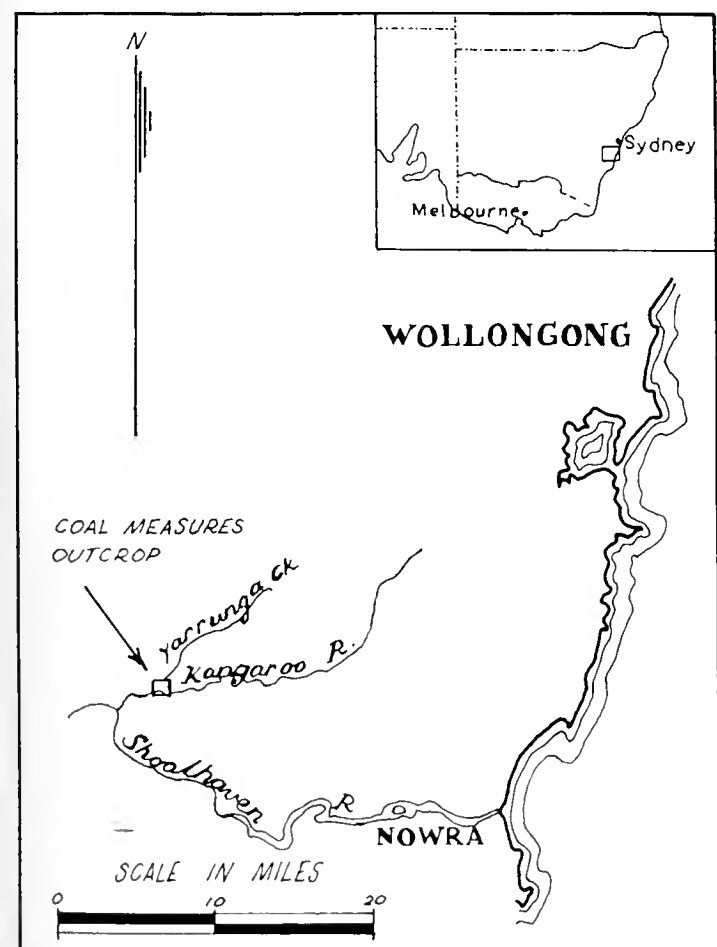 N
Sydney
Melbourne
WOLLONGONG
COAL MEASURES
OUTCROP
Yarrunga Ck
Kangaroo R.
Shoalhaven R
NOWRA
SCALE IN MILES
0 10 20